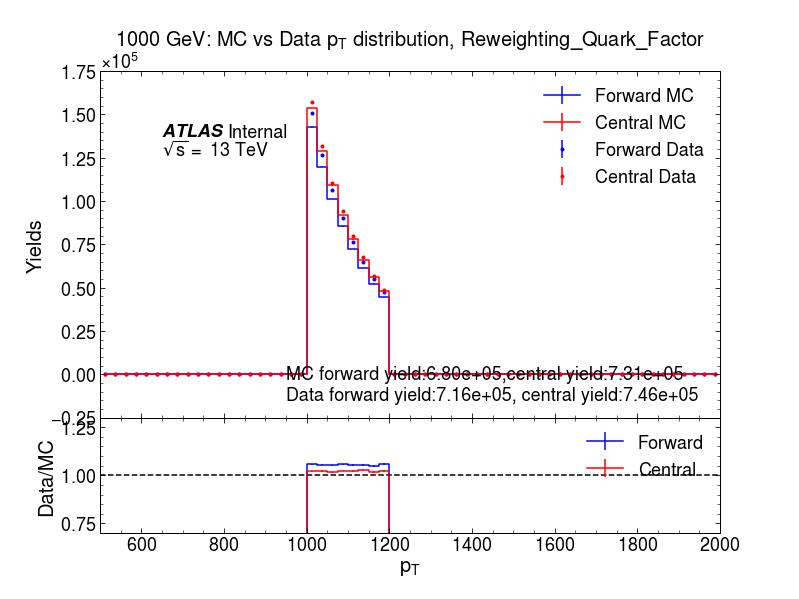 1000 GeV: MC vs Data pT distribution, Reweighting_Quark_Factor
×10⁵
1.75
1.50
1.25
1.00
0.75
0.50
0.25
0.00
−0.25
Yields
ATLAS Internal
√s = 13 TeV
Forward MC
Central MC
Forward Data
Central Data
MC forward yield:6.80e+05,central yield:7.31e+05
Data forward yield:7.16e+05, central yield:7.46e+05
1.25
1.00
0.75
Data/MC
Forward
Central
600 800 1000 1200 1400 1600 1800 2000
pT